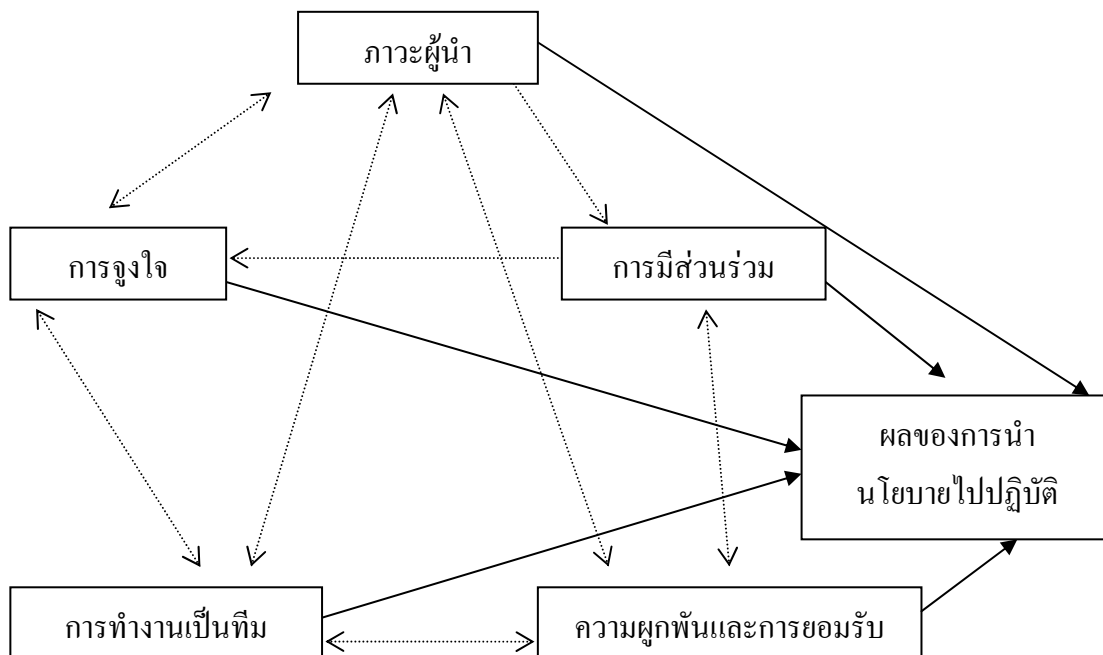 ภาวะผู้นำ
การจูงใจ
การมีส่วนร่วม
ผลของการนำ
นโยบายไปปฏิบัติ
การทำงานเป็นทีม
ความผูกพันและการยอมรับ